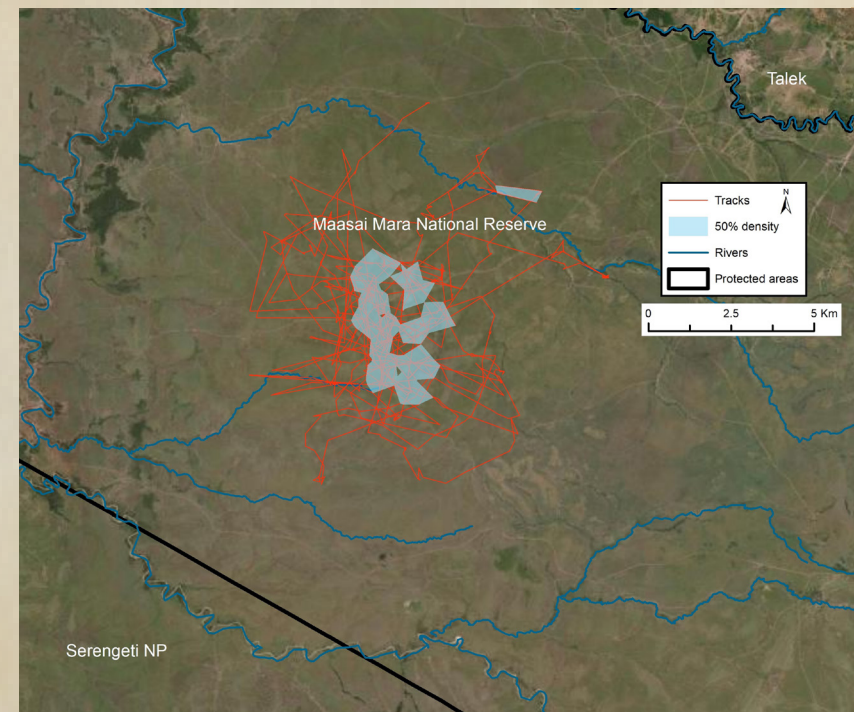 Talek
Maasai Mara National Reserve
N
Tracks
50% density
Rivers
Protected areas
0 2.5 5 Km
Serengeti NP